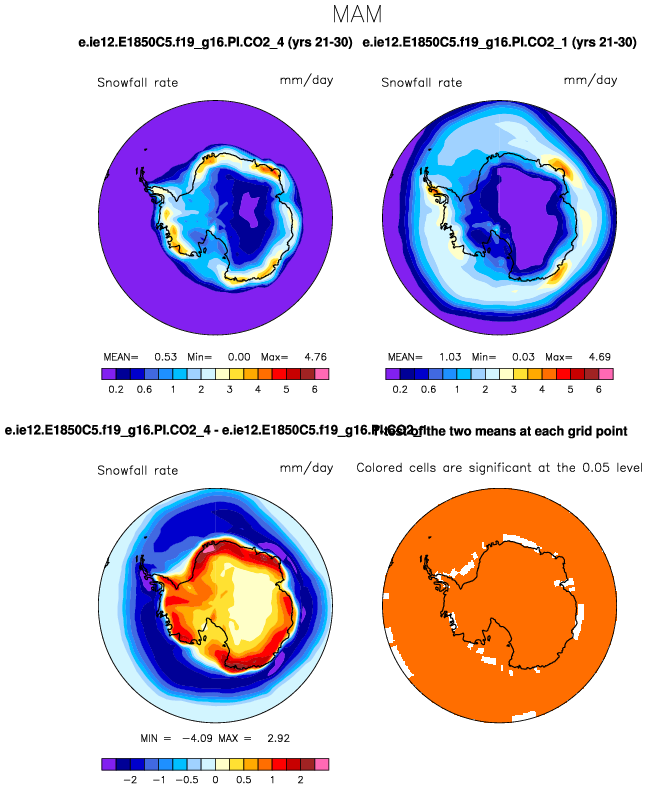 MAM
e.ie12.E1850C5.f19_g16.PI.CO2_4 (yrs 21-30) e.ie12.E1850C5.f19_g16.PI.CO2_1 (yrs 21-30)
Snowfall rate mm/day Snowfall rate mm/day
MEAN= 0.53 Min= 0.00 Max= 4.76 MEAN= 1.03 Min= 0.03 Max= 4.69
0.2 0.6 1 2 3 4 5 6 0.2 0.6 1 2 3 4 5 6
e.ie12.E1850C5.f19_g16.PI.CO2_4 - e.ie12.E1850C5.f19_g16.PI.CO2_1 of the two means at each grid point
Snowfall rate mm/day Colored cells are significant at the 0.05 level
MIN = -4.09 MAX = 2.92
-2 -1 -0.5 0 0.5 1 2